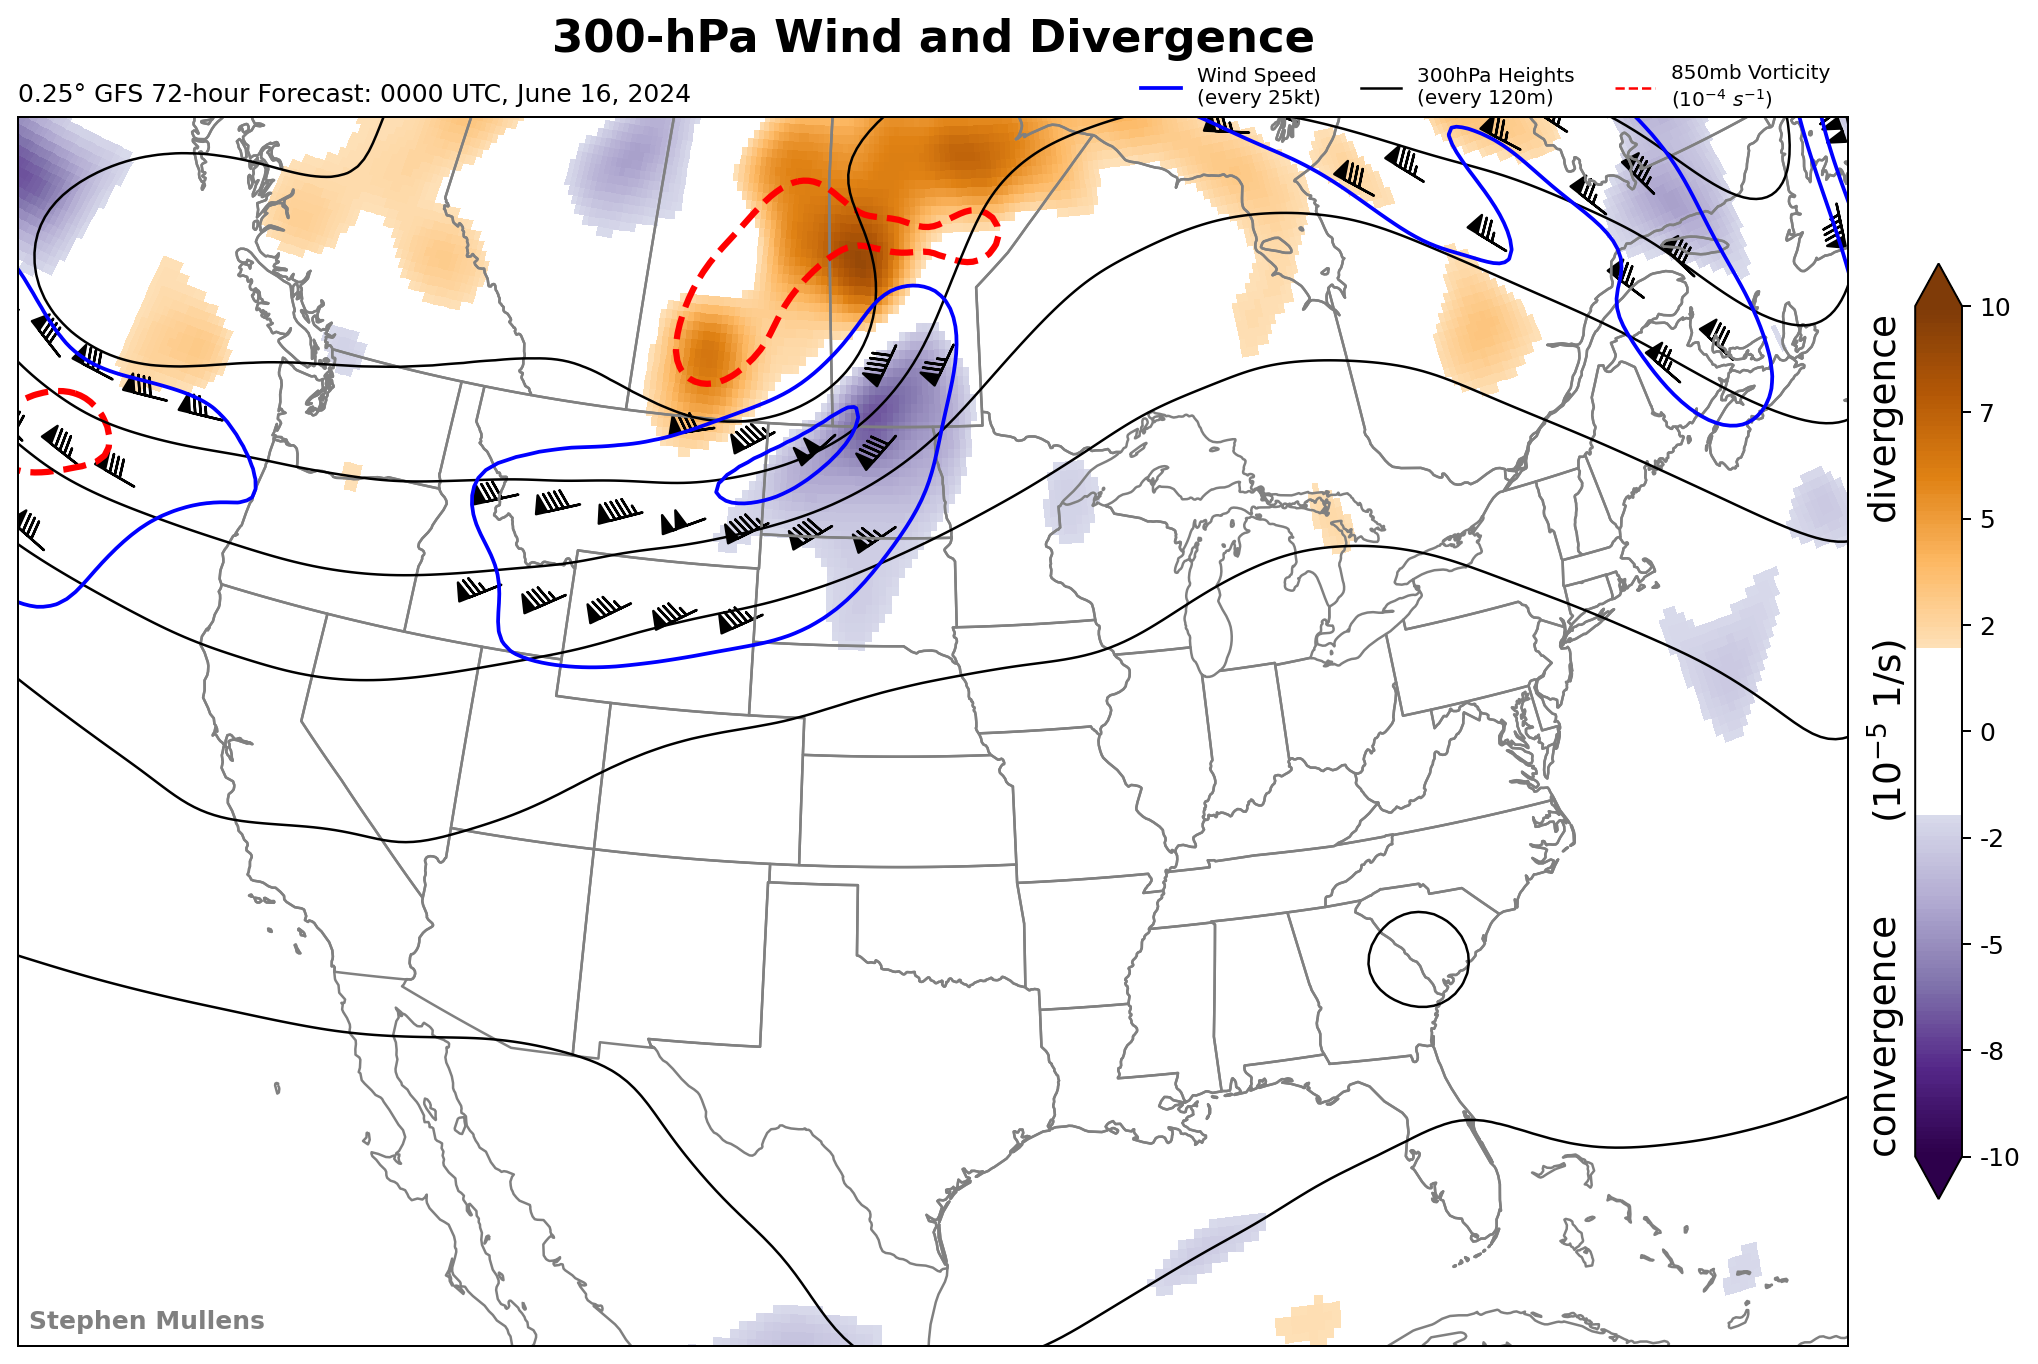 300-hPa Wind and Divergence
0.25° GFS 72-hour Forecast: 0000 UTC, June 16, 2024
Wind Speed
(every 25kt)
300hPa Heights
(every 120m)
850mb Vorticity
(10⁻⁴ s⁻¹)
10
7
5
2
0
-2
-5
-8
-10
convergence (10⁻⁵ 1/s) divergence
Stephen Mullens